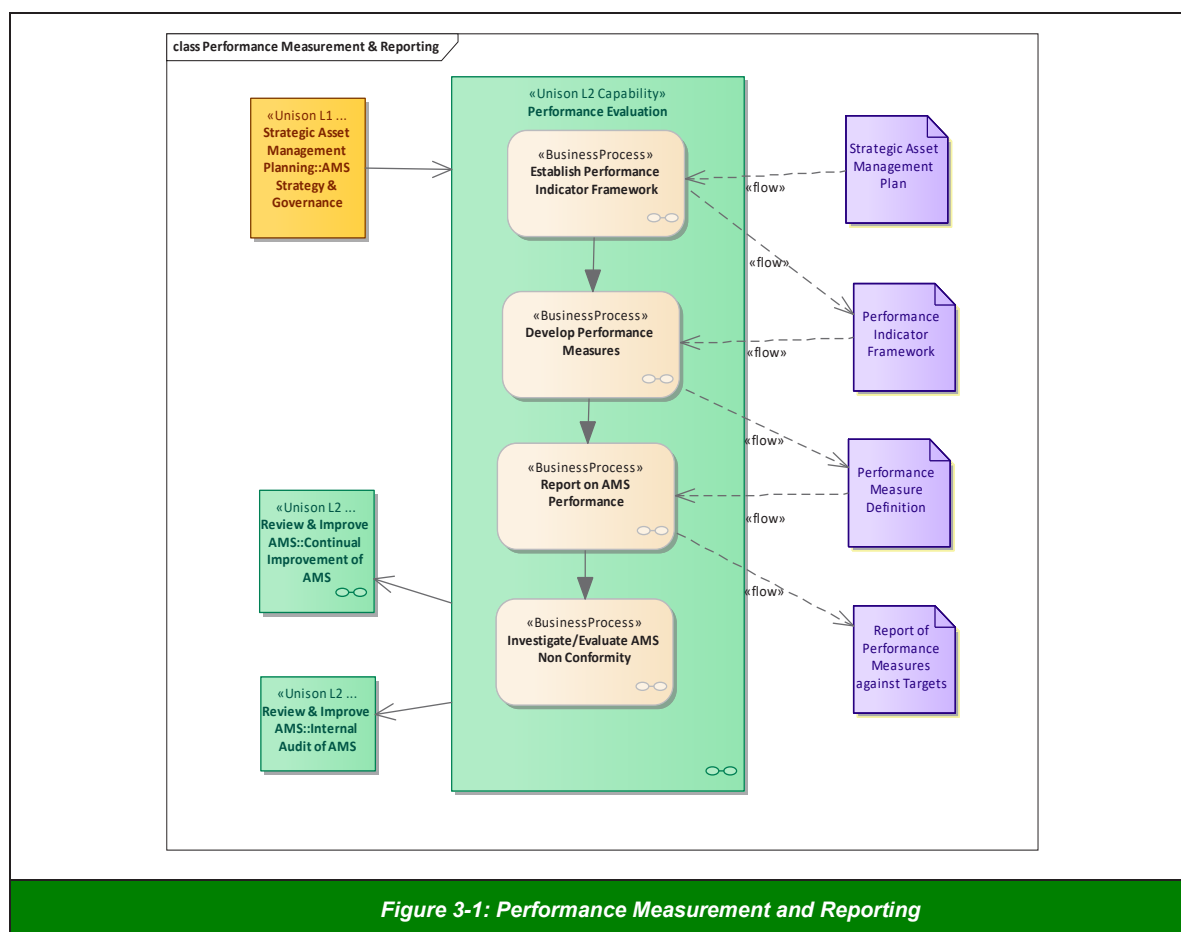 class Performance Measurement & Reporting
«Unison L2 Capability»
Performance Evaluation
«Unison L1 ...
Strategic Asset
Management
Planning::AMS
Strategy &
Governance
«BusinessProcess»
Establish Performance
Indicator Framework
Strategic Asset
Management
Plan
«flow»
«flow»
«BusinessProcess»
Develop Performance
Measures
Performance
Indicator
Framework
«flow»
«flow»
«BusinessProcess»
Report on AMS
Performance
Performance
Measure
Definition
«flow»
«Unison L2 ...
Review & Improve
AMS::Continual
Improvement of
AMS
«flow»
«BusinessProcess»
Investigate/Evaluate AMS
Non Conformity
Report of
Performance
Measures
against Targets
«Unison L2 ...
Review & Improve
AMS::Internal
Audit of AMS
Figure 3-1: Performance Measurement and Reporting